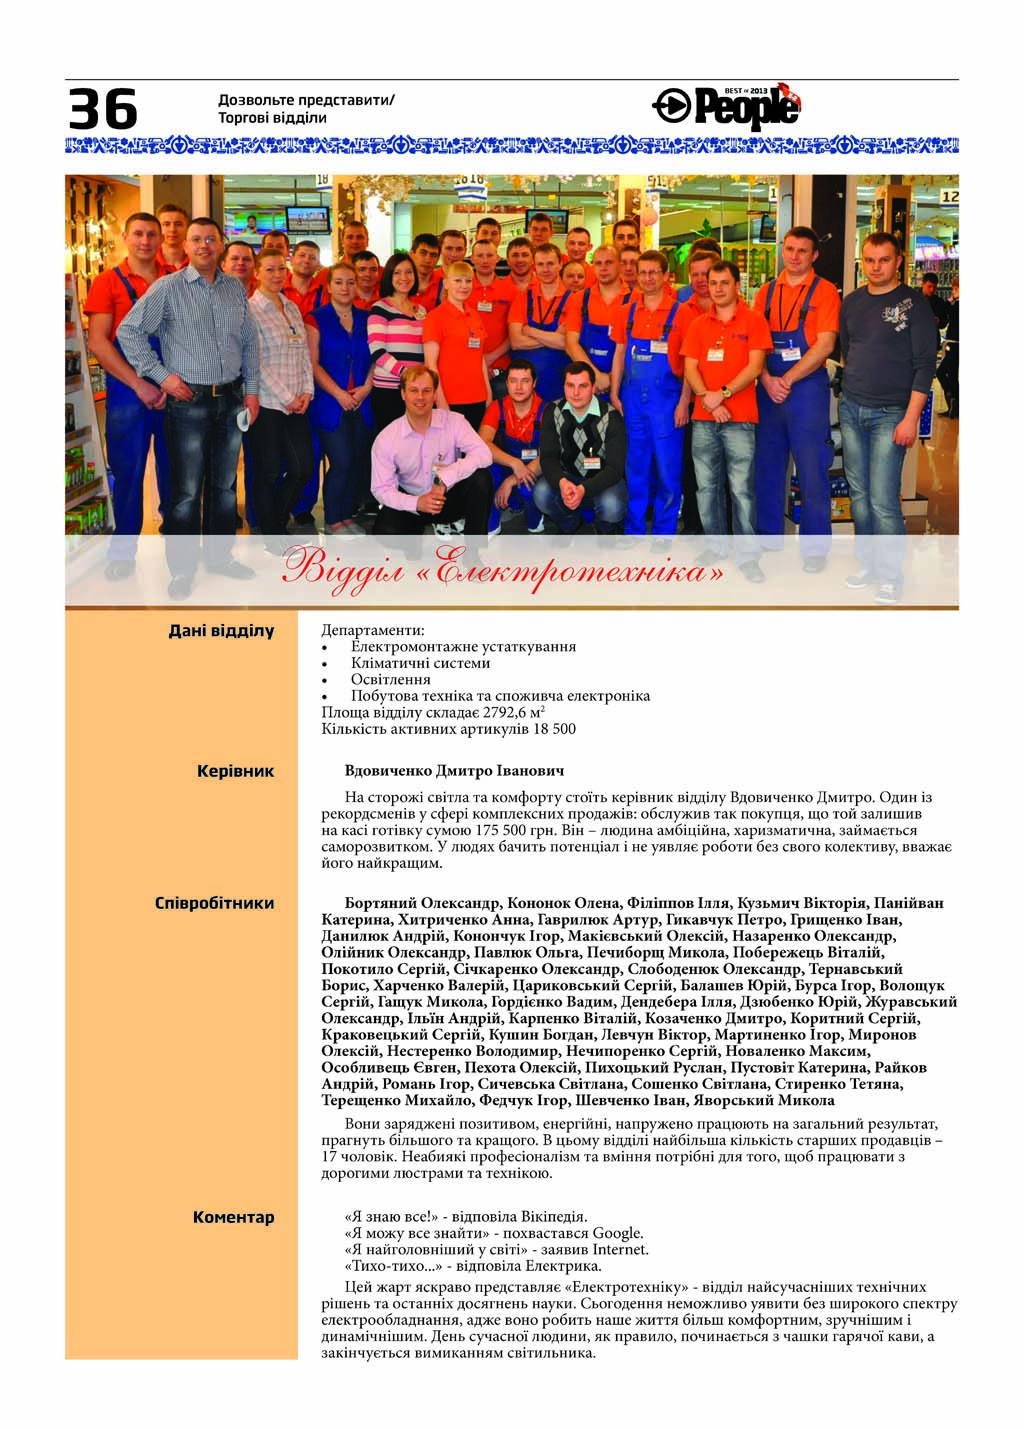 36
Дозвольте представити/
Торгові відділи
BEST OF 2013
People
18
12
Відділ «Електротехніка»
Дані відділу
Департаменти:
• Електромонтажне устаткування
• Кліматичні системи
• Освітлення
• Побутова техніка та споживча електроніка
Площа відділу складає 2792,6 м²
Кількість активних артикулів 18 500
Керівник
Вдовиченко Дмитро Іванович
На сторожі світла та комфорту стоїть керівник відділу Вдовиченко Дмитро. Один із
рекордсменів у сфері комплексних продажів: обслужив так покупця, що той залишив
на касі готівку сумою 175 500 грн. Він – людина амбіційна, харизматична, займається
саморозвитком. У людях бачить потенціал і не уявляє роботи без свого колективу, вважає
його найкращим.
Співробітники
Бортяний Олександр, Кононок Олена, Філіппов Ілля, Кузьмич Вікторія, Панійван
Катерина, Хитриченко Анна, Гаврилюк Артур, Гикавчук Петро, Грищенко Іван,
Данилюк Андрій, Конончук Ігор, Макієвський Олексій, Назаренко Олександр,
Олійник Олександр, Павлюк Ольга, Печиборщ Микола, Побережець Віталій,
Покотило Сергій, Січкаренко Олександр, Слободенюк Олександр, Тернавський
Борис, Харченко Валерій, Цариковський Сергій, Балашев Юрій, Бурса Ігор, Волощук
Сергій, Гащук Микола, Гордієнко Вадим, Дендебера Ілля, Дзюбенко Юрій, Журавський
Олександр, Ільїн Андрій, Карпенко Віталій, Козаченко Дмитро, Коритний Сергій,
Краковецький Сергій, Кушин Богдан, Левчун Віктор, Мартиненко Ігор, Миронов
Олексій, Нестеренко Володимир, Нечипоренко Сергій, Новаленко Максим,
Особливець Євген, Пехота Олексій, Пихоцький Руслан, Пустовіт Катерина, Райков
Андрій, Романь Ігор, Сичевська Світлана, Сошенко Світлана, Стиренко Тетяна,
Терещенко Михайло, Федчук Ігор, Шевченко Іван, Яворський Микола
Вони заряджені позитивом, енергійні, напружено працюють на загальний результат,
прагнуть більшого та кращого. В цьому відділі найбільша кількість старших продавців –
17 чоловік. Неабиякі професіоналізм та вміння потрібні для того, щоб працювати з
дорогими люстрами та технікою.
Коментар
«Я знаю все!» - відповіла Вікіпедія.
«Я можу все знайти» - похвастався Google.
«Я найголовніший у світі» - заявив Internet.
«Тихо-тихо...» - відповіла Електрика.
Цей жарт яскраво представляє «Електротехніку» - відділ найсучасніших технічних
рішень та останніх досягнень науки. Сьогодення неможливо уявити без широкого спектру
електрообладнання, адже воно робить наше життя більш комфортним, зручнішим і
динамічнішим. День сучасної людини, як правило, починається з чашки гарячої кави, а
закінчується вимиканням світильника.